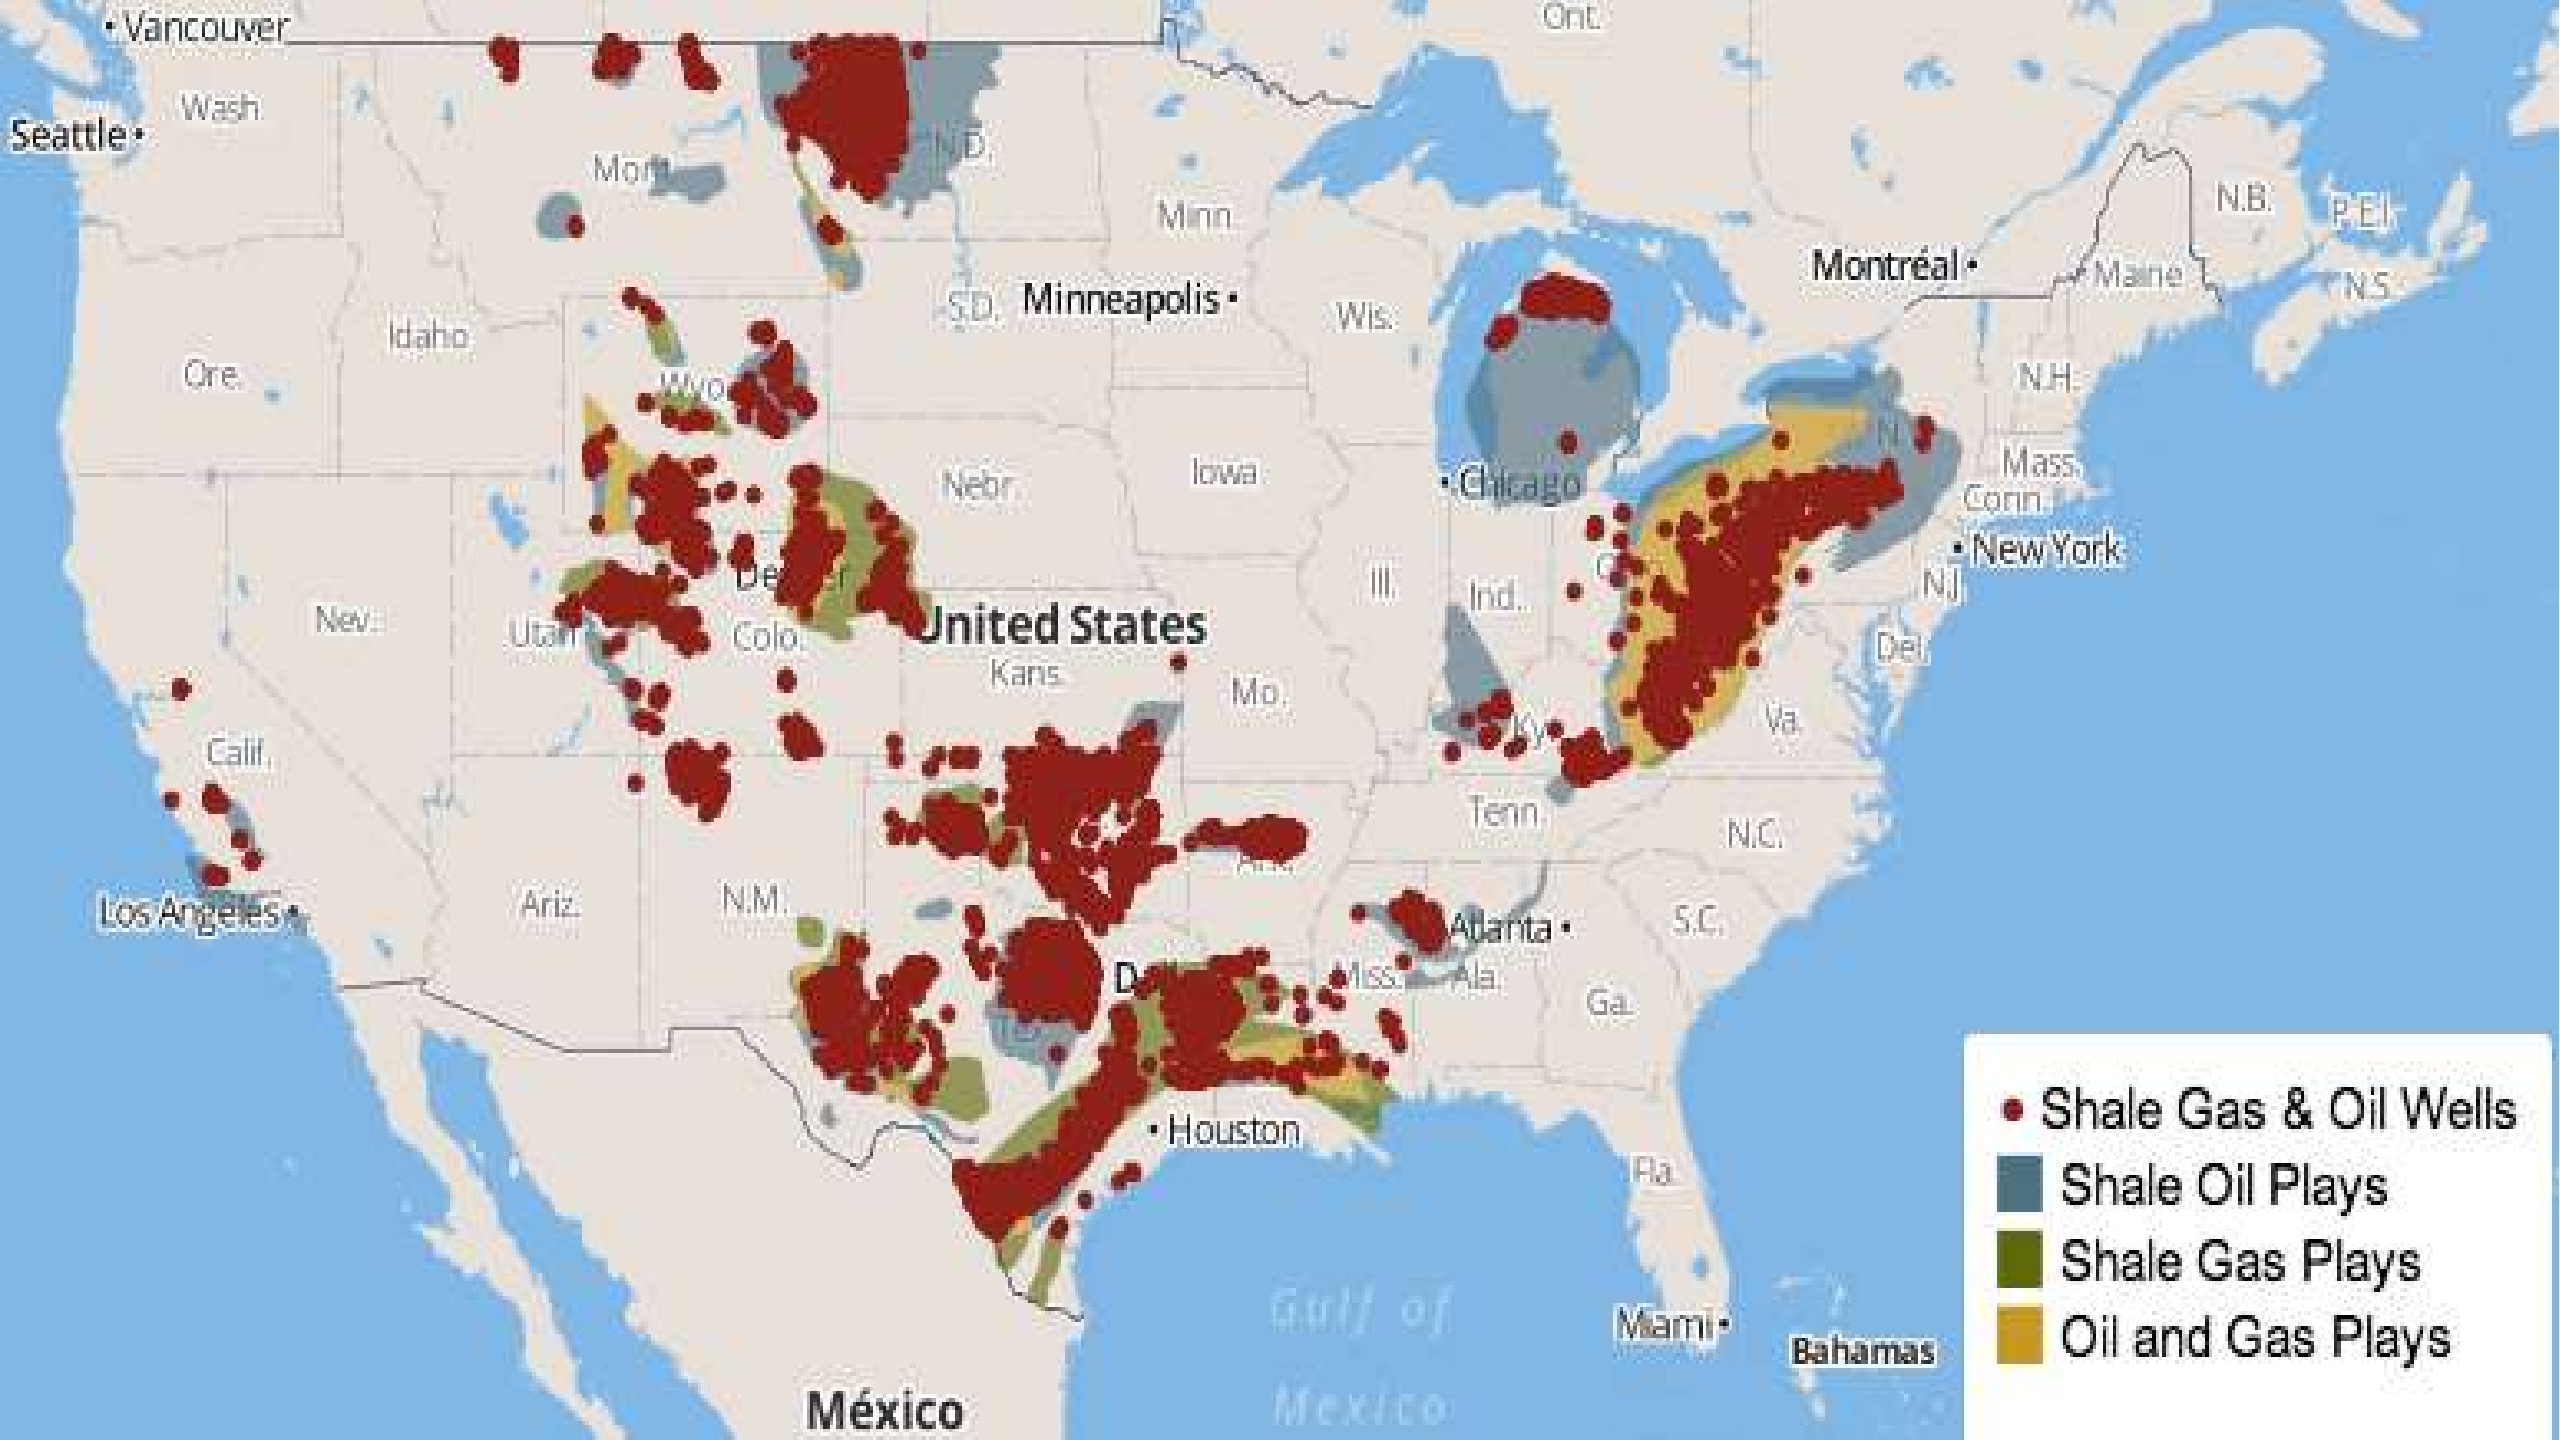 Ont.
Vancouver
Wash.
Seattle
N.D.
Mont.
Minn.
N.B.
P.E.I.
Montréal
Maine
N.S.
Minneapolis
S.D.
Wis.
Idaho
Ore.
Wyo.
N.H.
Mass.
Conn.
Nebr.
Iowa
Chicago
New York
N.J.
Ill.
Ind.
Nev.
Utah
Colo.
United States
Kans.
Mo.
Del.
Calif.
Ky.
Va.
Tenn.
N.C.
Los Angeles
Ariz.
N.M.
Atlanta
S.C.
Miss.
Ala.
Ga.
Houston
Fla.
Shale Gas & Oil Wells
Shale Oil Plays
Shale Gas Plays
Oil and Gas Plays
Gulf of
Mexico
Miami
Bahamas
México